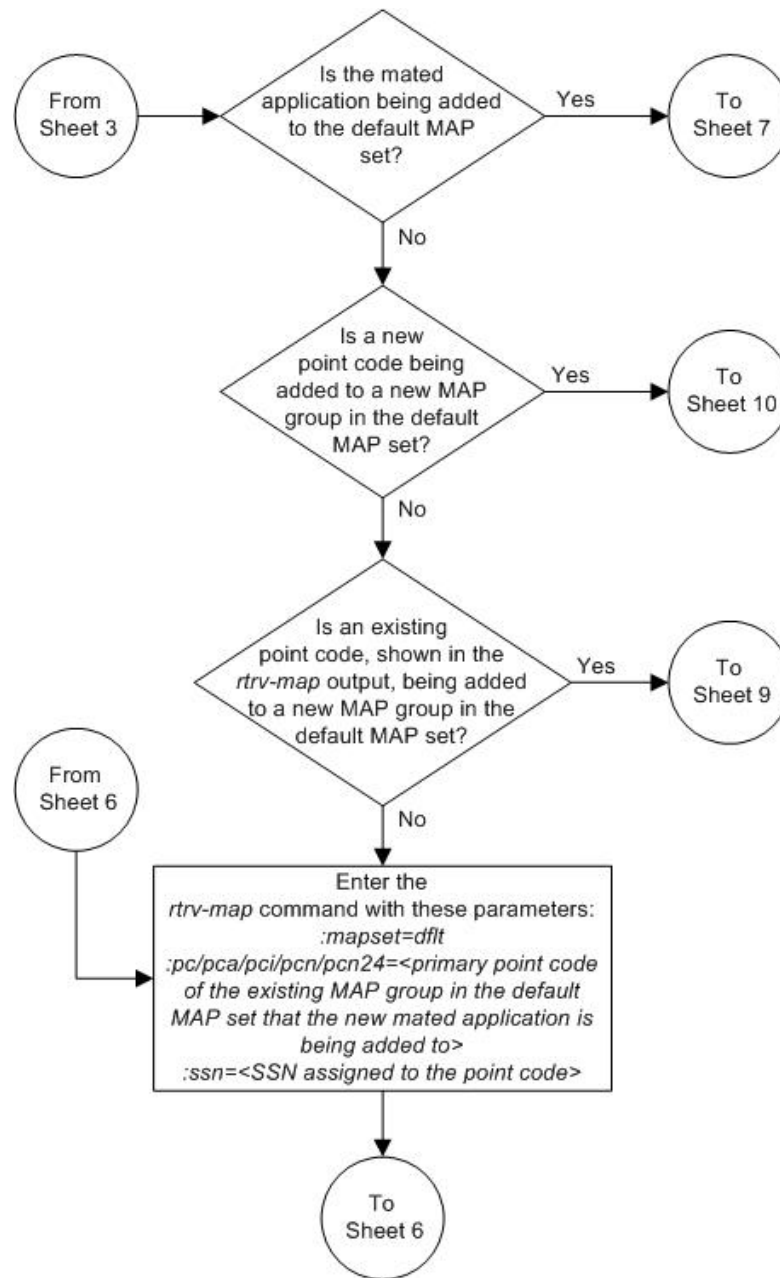 From
Sheet 3
Is the mated
application being added
to the default MAP
set?
Yes
To
Sheet 7
No
Is a new
point code being
added to a new MAP
group in the default
MAP set?
Yes
To
Sheet 10
No
Is an existing
point code, shown in the
rtrv-map output, being added
to a new MAP group in the
default MAP set?
Yes
To
Sheet 9
From
Sheet 6
No
Enter the
rtrv-map command with these parameters:
:mapset=dflt
:pc/pca/pci/pcn/pcn24=<primary point code
of the existing MAP group in the default
MAP set that the new mated application is
being added to>
:ssn=<SSN assigned to the point code>
To
Sheet 6